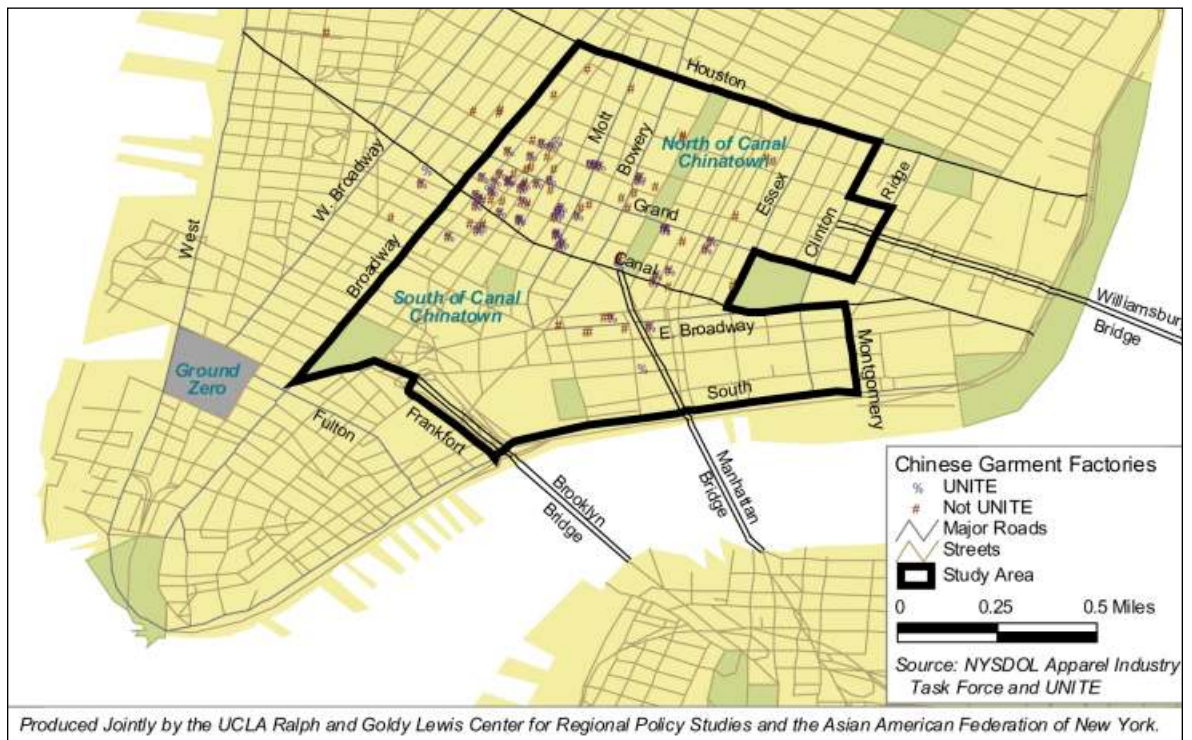 Houston
Mott
Bowery
North of Canal
Chinatown
W. Broadway
Essex
Ridge
West
Grand
Clinton
Broadway
Canal
South of Canal
Chinatown
Williamsburg
Bridge
E. Broadway
Montgomery
Ground
Zero
South
Fulton
Frankfort
Brooklyn
Bridge
Manhattan
Bridge
Chinese Garment Factories
% UNITE
# Not UNITE
Major Roads
Streets
Study Area
0 0.25 0.5 Miles
Source: NYSDOL Apparel Industry
Task Force and UNITE
Produced Jointly by the UCLA Ralph and Goldy Lewis Center for Regional Policy Studies and the Asian American Federation of New York.